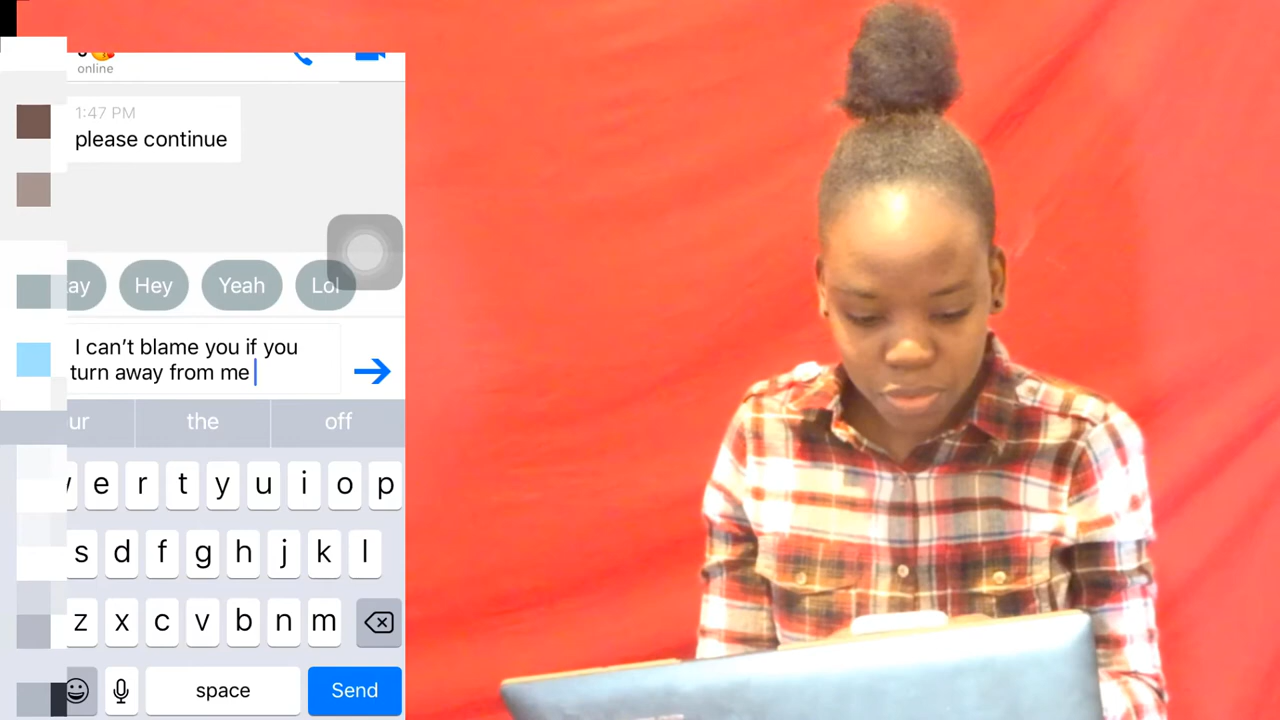 online
1:47 PM
please continue
Hey
Yeah
Lol
I can't blame you if you
turn away from me
the
off
e r t y u i o p
s d f g h j k l
z x c v b n m
space
Send